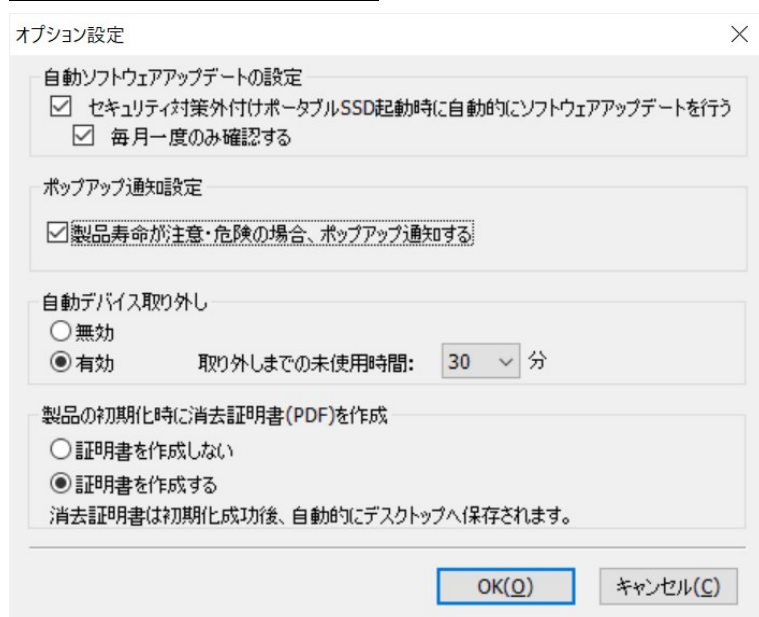 オプション設定
自動ソフトウェアアップデートの設定
セキュリティ対策外付けポータブルSSD起動時に自動的にソフトウェアアップデートを行う
毎月一度のみ確認する
ポップアップ通知設定
製品寿命が注意・危険の場合、ポップアップ通知する
自動デバイス取り外し
無効
有効 取り外しまでの未使用時間: 30 分
製品の初期化時に消去証明書(PDF)を作成
証明書を作成しない
証明書を作成する
消去証明書は初期化成功後、自動的にデスクトップへ保存されます。
OK(O) キャンセル(C)